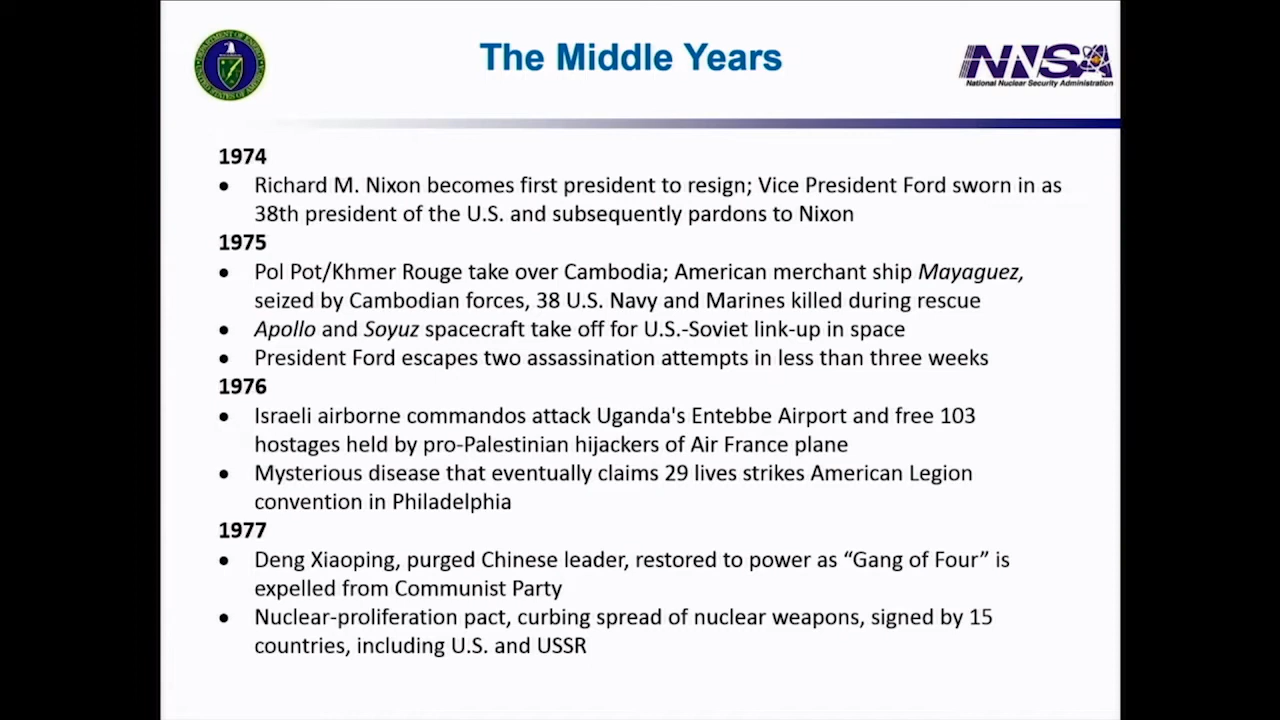 The Middle Years
NNSA
National Nuclear Security Administration
1974
• Richard M. Nixon becomes first president to resign; Vice President Ford sworn in as
38th president of the U.S. and subsequently pardons to Nixon
1975
• Pol Pot/Khmer Rouge take over Cambodia; American merchant ship Mayaguez,
seized by Cambodian forces, 38 U.S. Navy and Marines killed during rescue
• Apollo and Soyuz spacecraft take off for U.S.-Soviet link-up in space
• President Ford escapes two assassination attempts in less than three weeks
1976
• Israeli airborne commandos attack Uganda's Entebbe Airport and free 103
hostages held by pro-Palestinian hijackers of Air France plane
• Mysterious disease that eventually claims 29 lives strikes American Legion
convention in Philadelphia
1977
• Deng Xiaoping, purged Chinese leader, restored to power as “Gang of Four” is
expelled from Communist Party
• Nuclear-proliferation pact, curbing spread of nuclear weapons, signed by 15
countries, including U.S. and USSR
DEPARTMENT OF ENERGY
UNITED STATES OF AMERICA